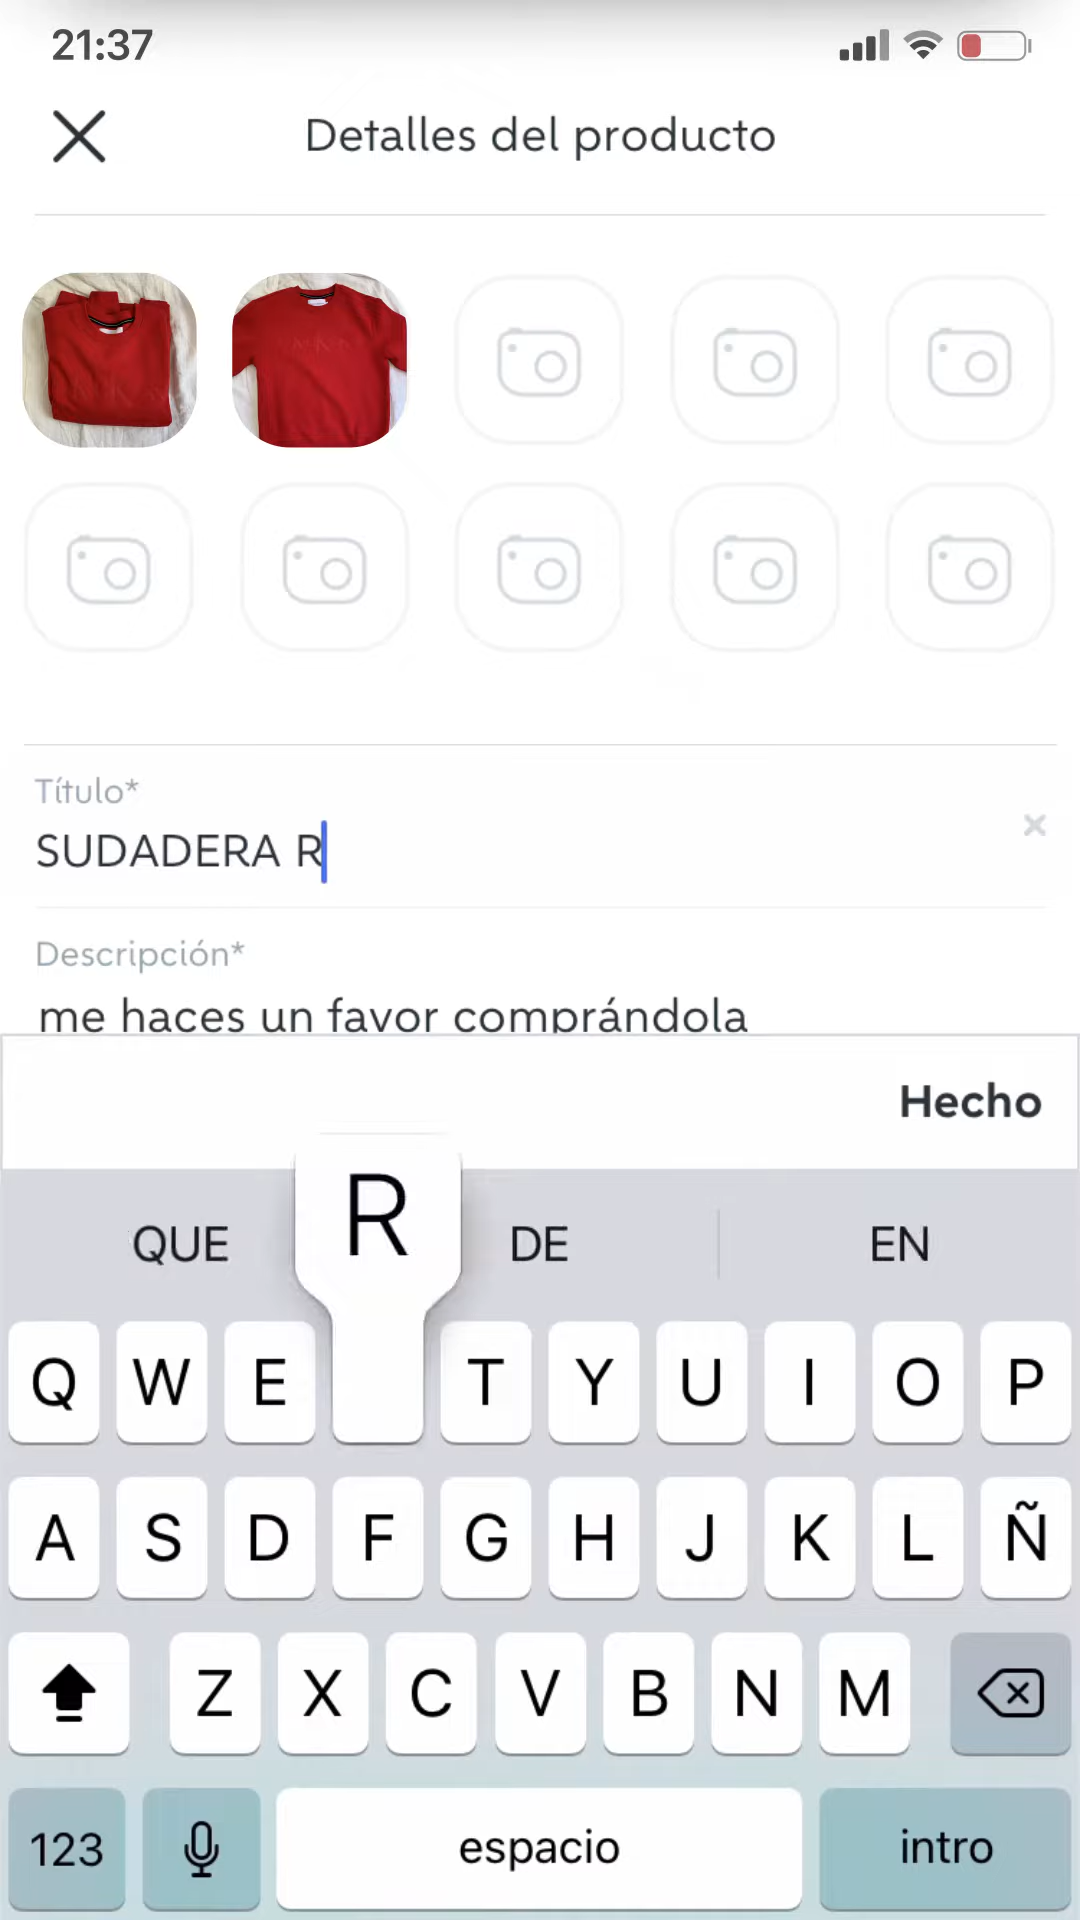 21:37
Detalles del producto
Título*
SUDADERA R
Descripción*
me haces un favor comprándola
Hecho
R
QUE DE EN
Q W E T Y U I O P
A S D F G H J K L Ñ
Z X C V B N M
123 espacio intro